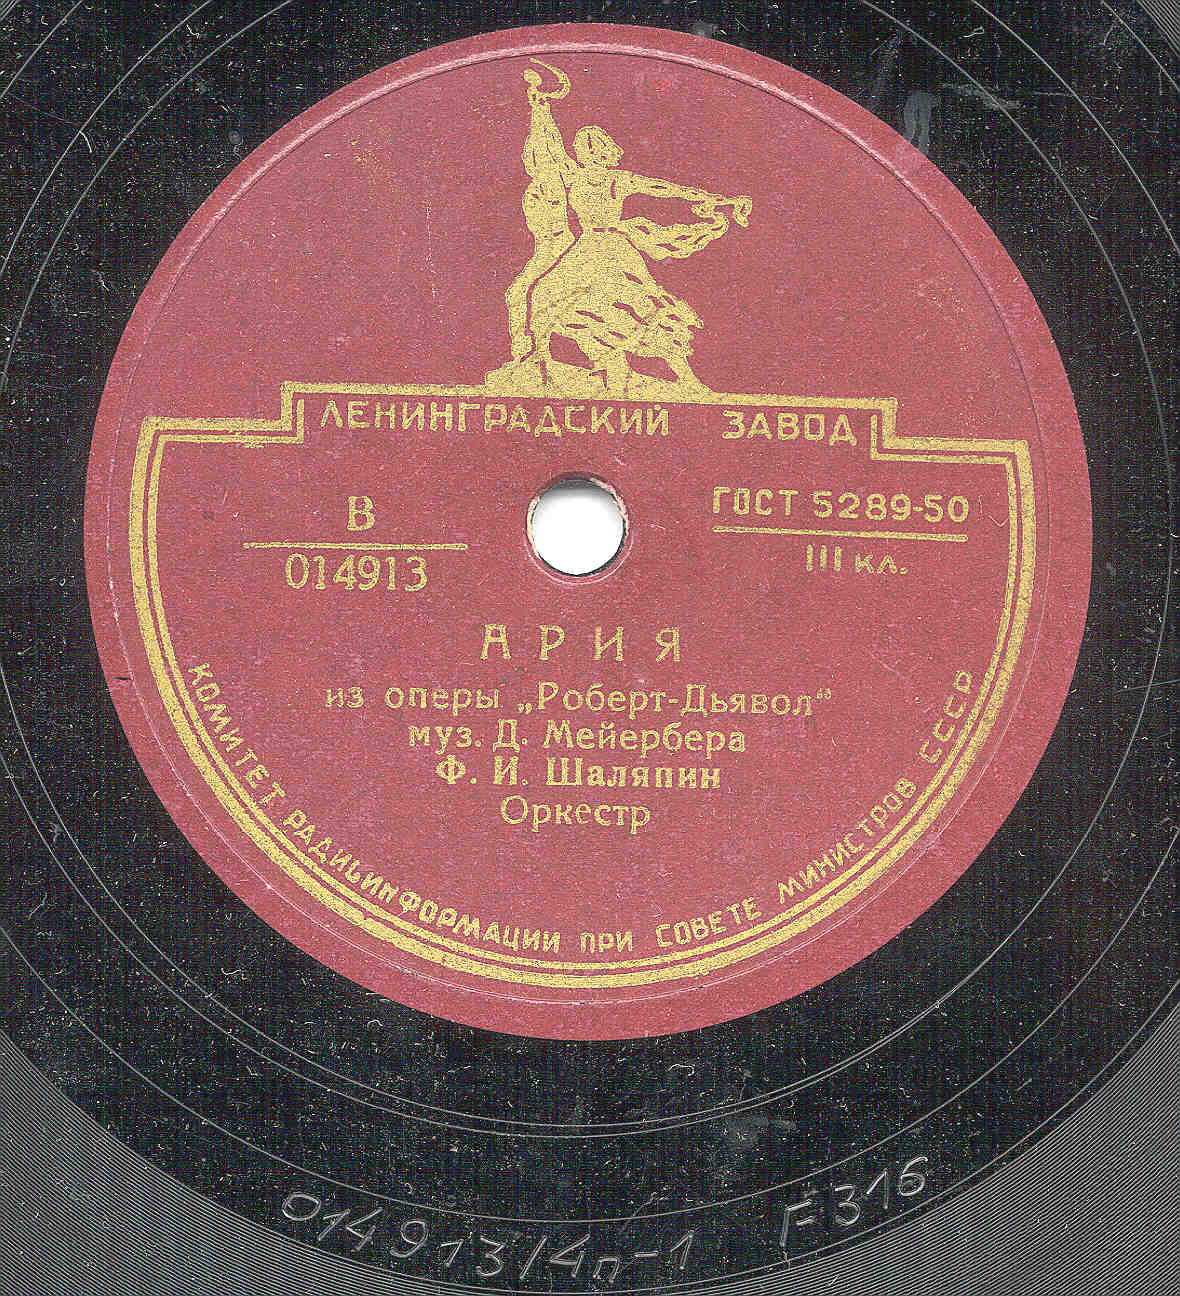 ЛЕНИНГРАДСКИЙ ЗАВОД
В
014913
ГОСТ 5289-50
III кл.
АРИЯ
из оперы „Роберт-Дьявол“
муз. Д. Мейербера
Ф. И. Шаляпин
Оркестр
КОМИТЕТ РАДИОИНФОРМАЦИИ ПРИ СОВЕТЕ МИНИСТРОВ СССР
014913/4п-1 F316